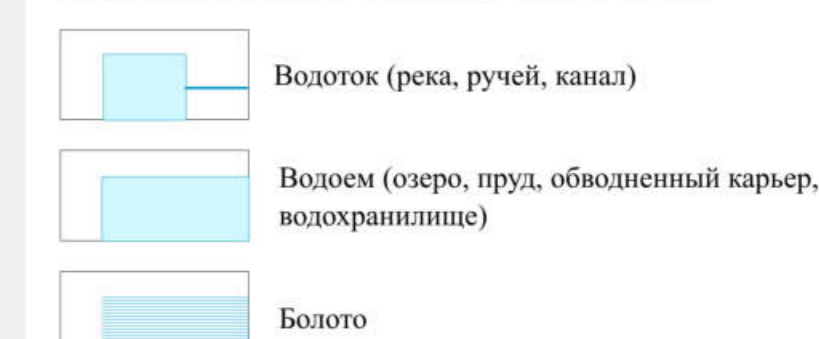 Водоток (река, ручей, канал)
Водоем (озеро, пруд, обводненный карьер,
водохранилище)
Болото